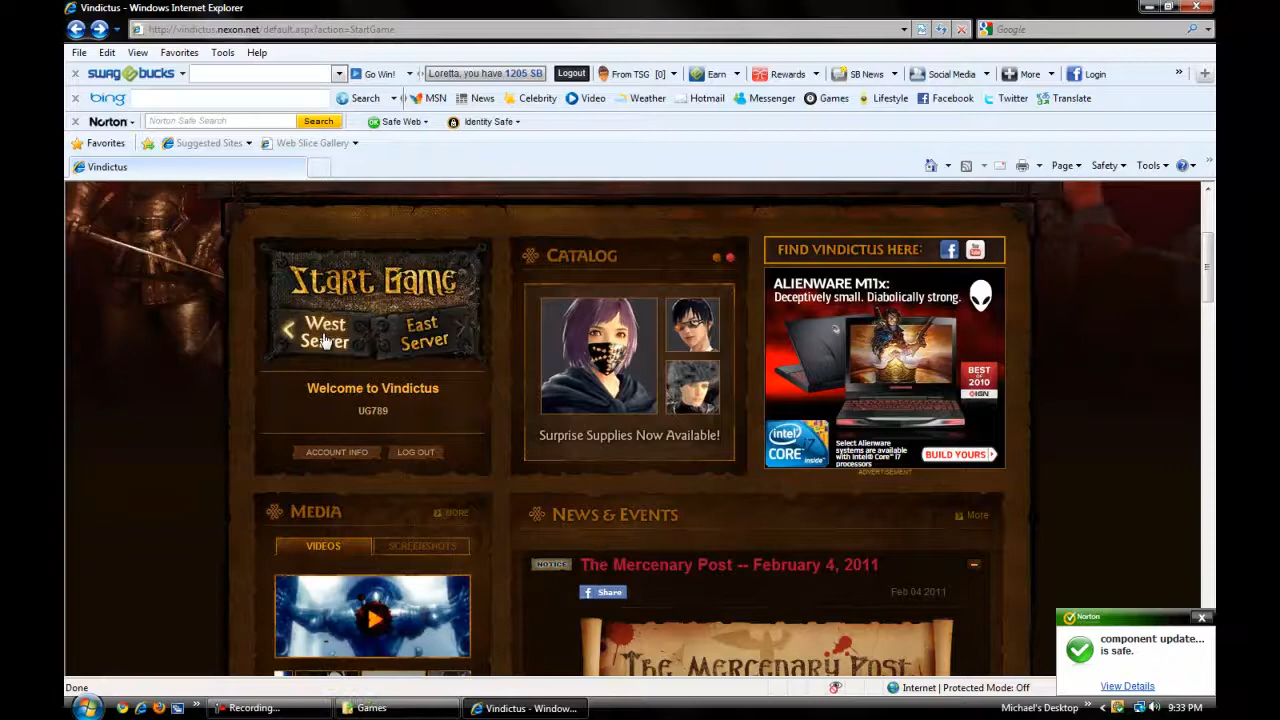 Vindictus - Windows Internet Explorer
http://vindictus.nexon.net/default.aspx?action=StartGame
Google
File Edit View Favorites Tools Help
swagbucks Go Win! Loretta, you have 1205 SB Logout From TSG [0] Earn Rewards SB News Social Media More Login
bing Search MSN News Celebrity Video Weather Hotmail Messenger Games Lifestyle Facebook Twitter Translate
Norton Norton Safe Search Search Safe Web Identity Safe
Favorites Suggested Sites Web Slice Gallery
Vindictus
Page Safety Tools
Start Game
West Server
East Server
Welcome to Vindictus
UG789
ACCOUNT INFO LOG OUT
CATALOG
Surprise Supplies Now Available!
FIND VINDICTUS HERE:
You Tube
ALIENWARE M11x:
Deceptively small. Diabolically strong.
BEST OF 2010
IGN
intel CORE i7 inside
Select Alienware
systems are available
with Intel® Core™ i7
processors
BUILD YOURS
ADVERTISEMENT
MEDIA MORE
VIDEOS SCREENSHOTS
NEWS & EVENTS More
NOTICE The Mercenary Post -- February 4, 2011
Share
Feb 04 2011
THE MERCENARY POST
Norton
component update...
is safe.
View Details
Done
Internet | Protected Mode: Off
Recording... Games Vindictus - Window... Michael's Desktop 9:33 PM